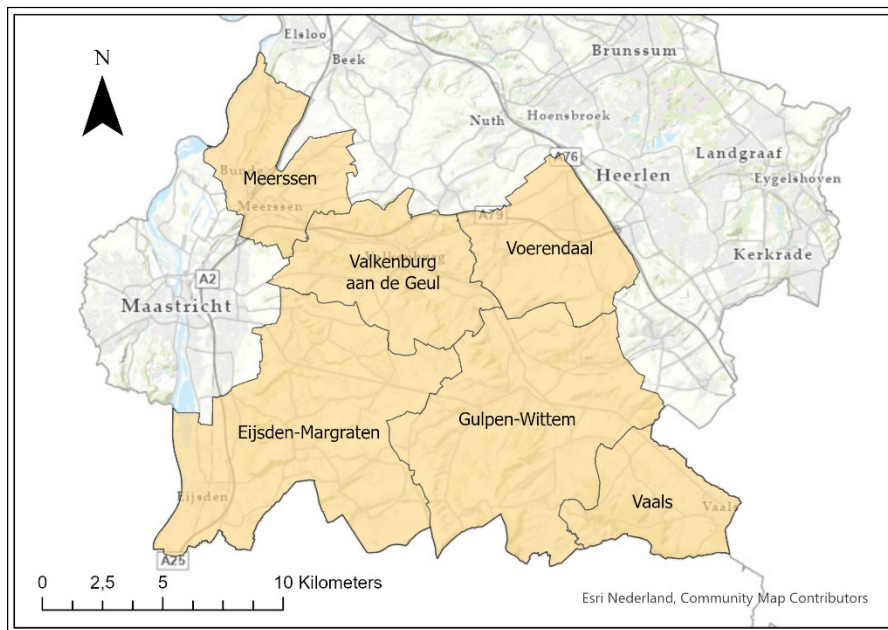 Elsloo
Beek
Brunssum
N
Nuth
Hoensbroek
A76
Landgraaf
Heerlen
Eygelshoven
Meerssen
Meerssen
A79
Voerendaal
Kerkrade
Valkenburg
aan de Geul
A2
Maastricht
Eijsden-Margraten
Gulpen-Wittem
Eijsden
Vaals
Vaals
A25
0 2,5 5 10 Kilometers
Esri Nederland, Community Map Contributors